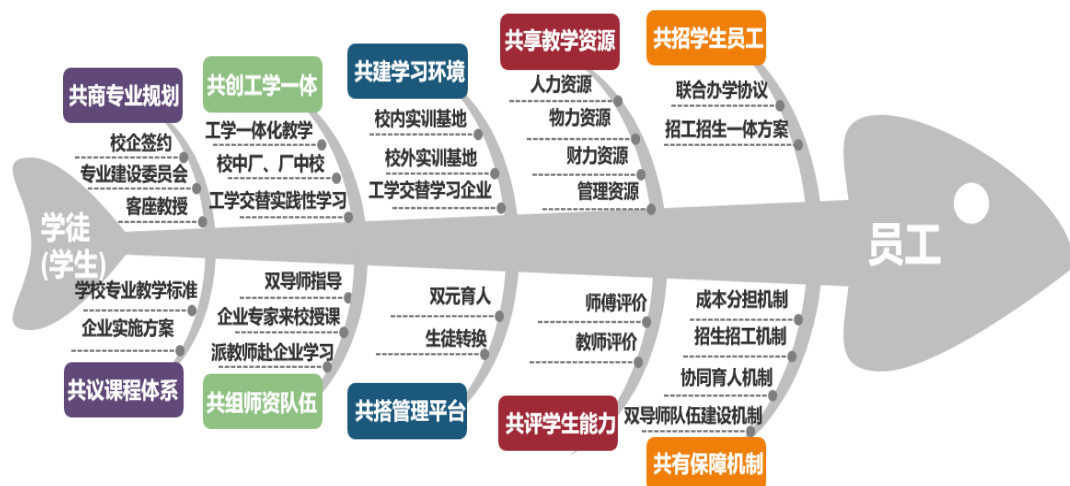 共商专业规划
校企签约
专业建设委员会
客座教授
共创工学一体
工学一体化教学
校中厂、厂中校
工学交替实践性学习
共建学习环境
校内实训基地
校外实训基地
工学交替学习企业
共享教学资源
人力资源
物力资源
财力资源
管理资源
共招学生员工
联合办学协议
招工招生一体方案
学徒
(学生)
员工
学校专业教学标准
企业实施方案
共议课程体系
双导师指导
企业专家来校授课
派教师赴企业学习
共组师资队伍
双元育人
生徒转换
共搭管理平台
师傅评价
教师评价
共评学生能力
成本分担机制
招生招工机制
协同育人机制
双导师队伍建设机制
共有保障机制